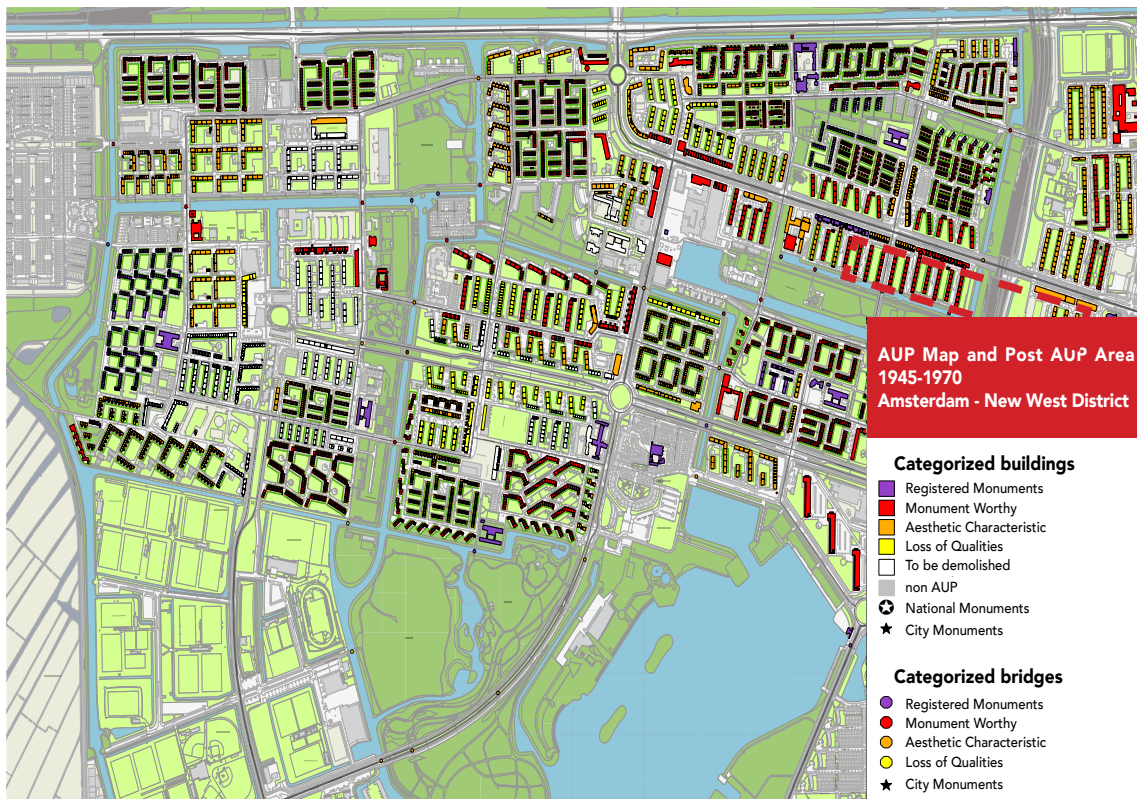 AUP Map and Post AUP Area
1945-1970
Amsterdam - New West District
Categorized buildings
Registered Monuments
Monument Worthy
Aesthetic Characteristic
Loss of Qualities
To be demolished
non AUP
National Monuments
City Monuments
Categorized bridges
Registered Monuments
Monument Worthy
Aesthetic Characteristic
Loss of Qualities
City Monuments